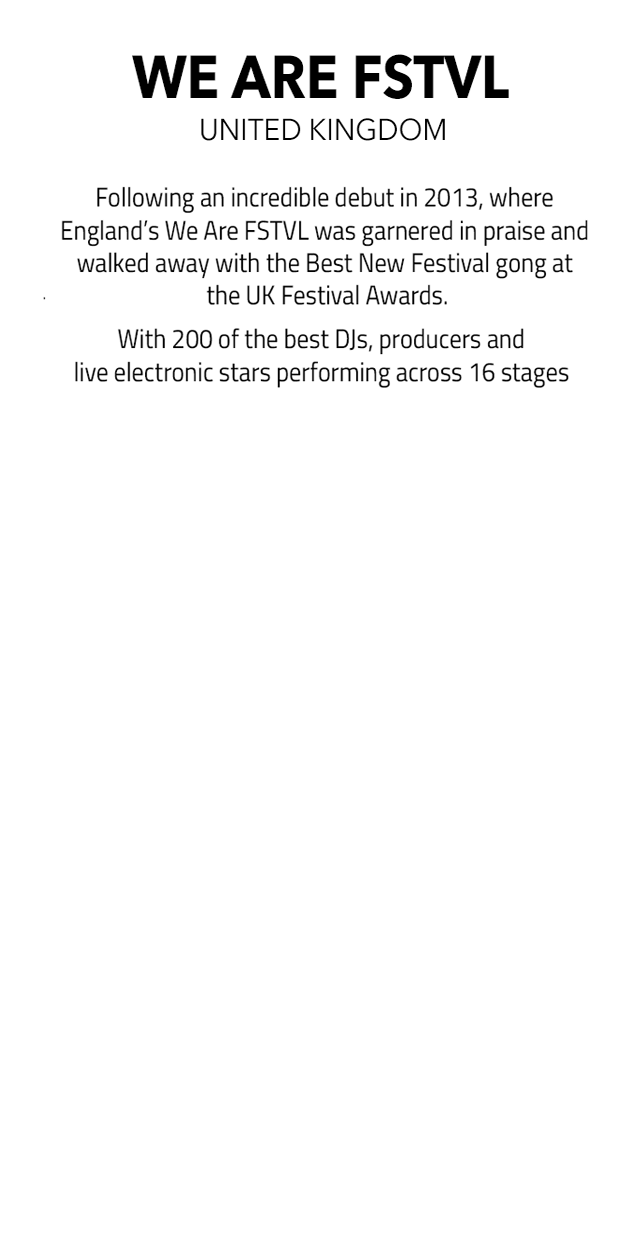 WE ARE FSTVL
UNITED KINGDOM
Following an incredible debut in 2013, where
England's We Are FSTVL was garnered in praise and
walked away with the Best New Festival gong at
the UK Festival Awards.
With 200 of the best DJs, producers and
live electronic stars performing across 16 stages